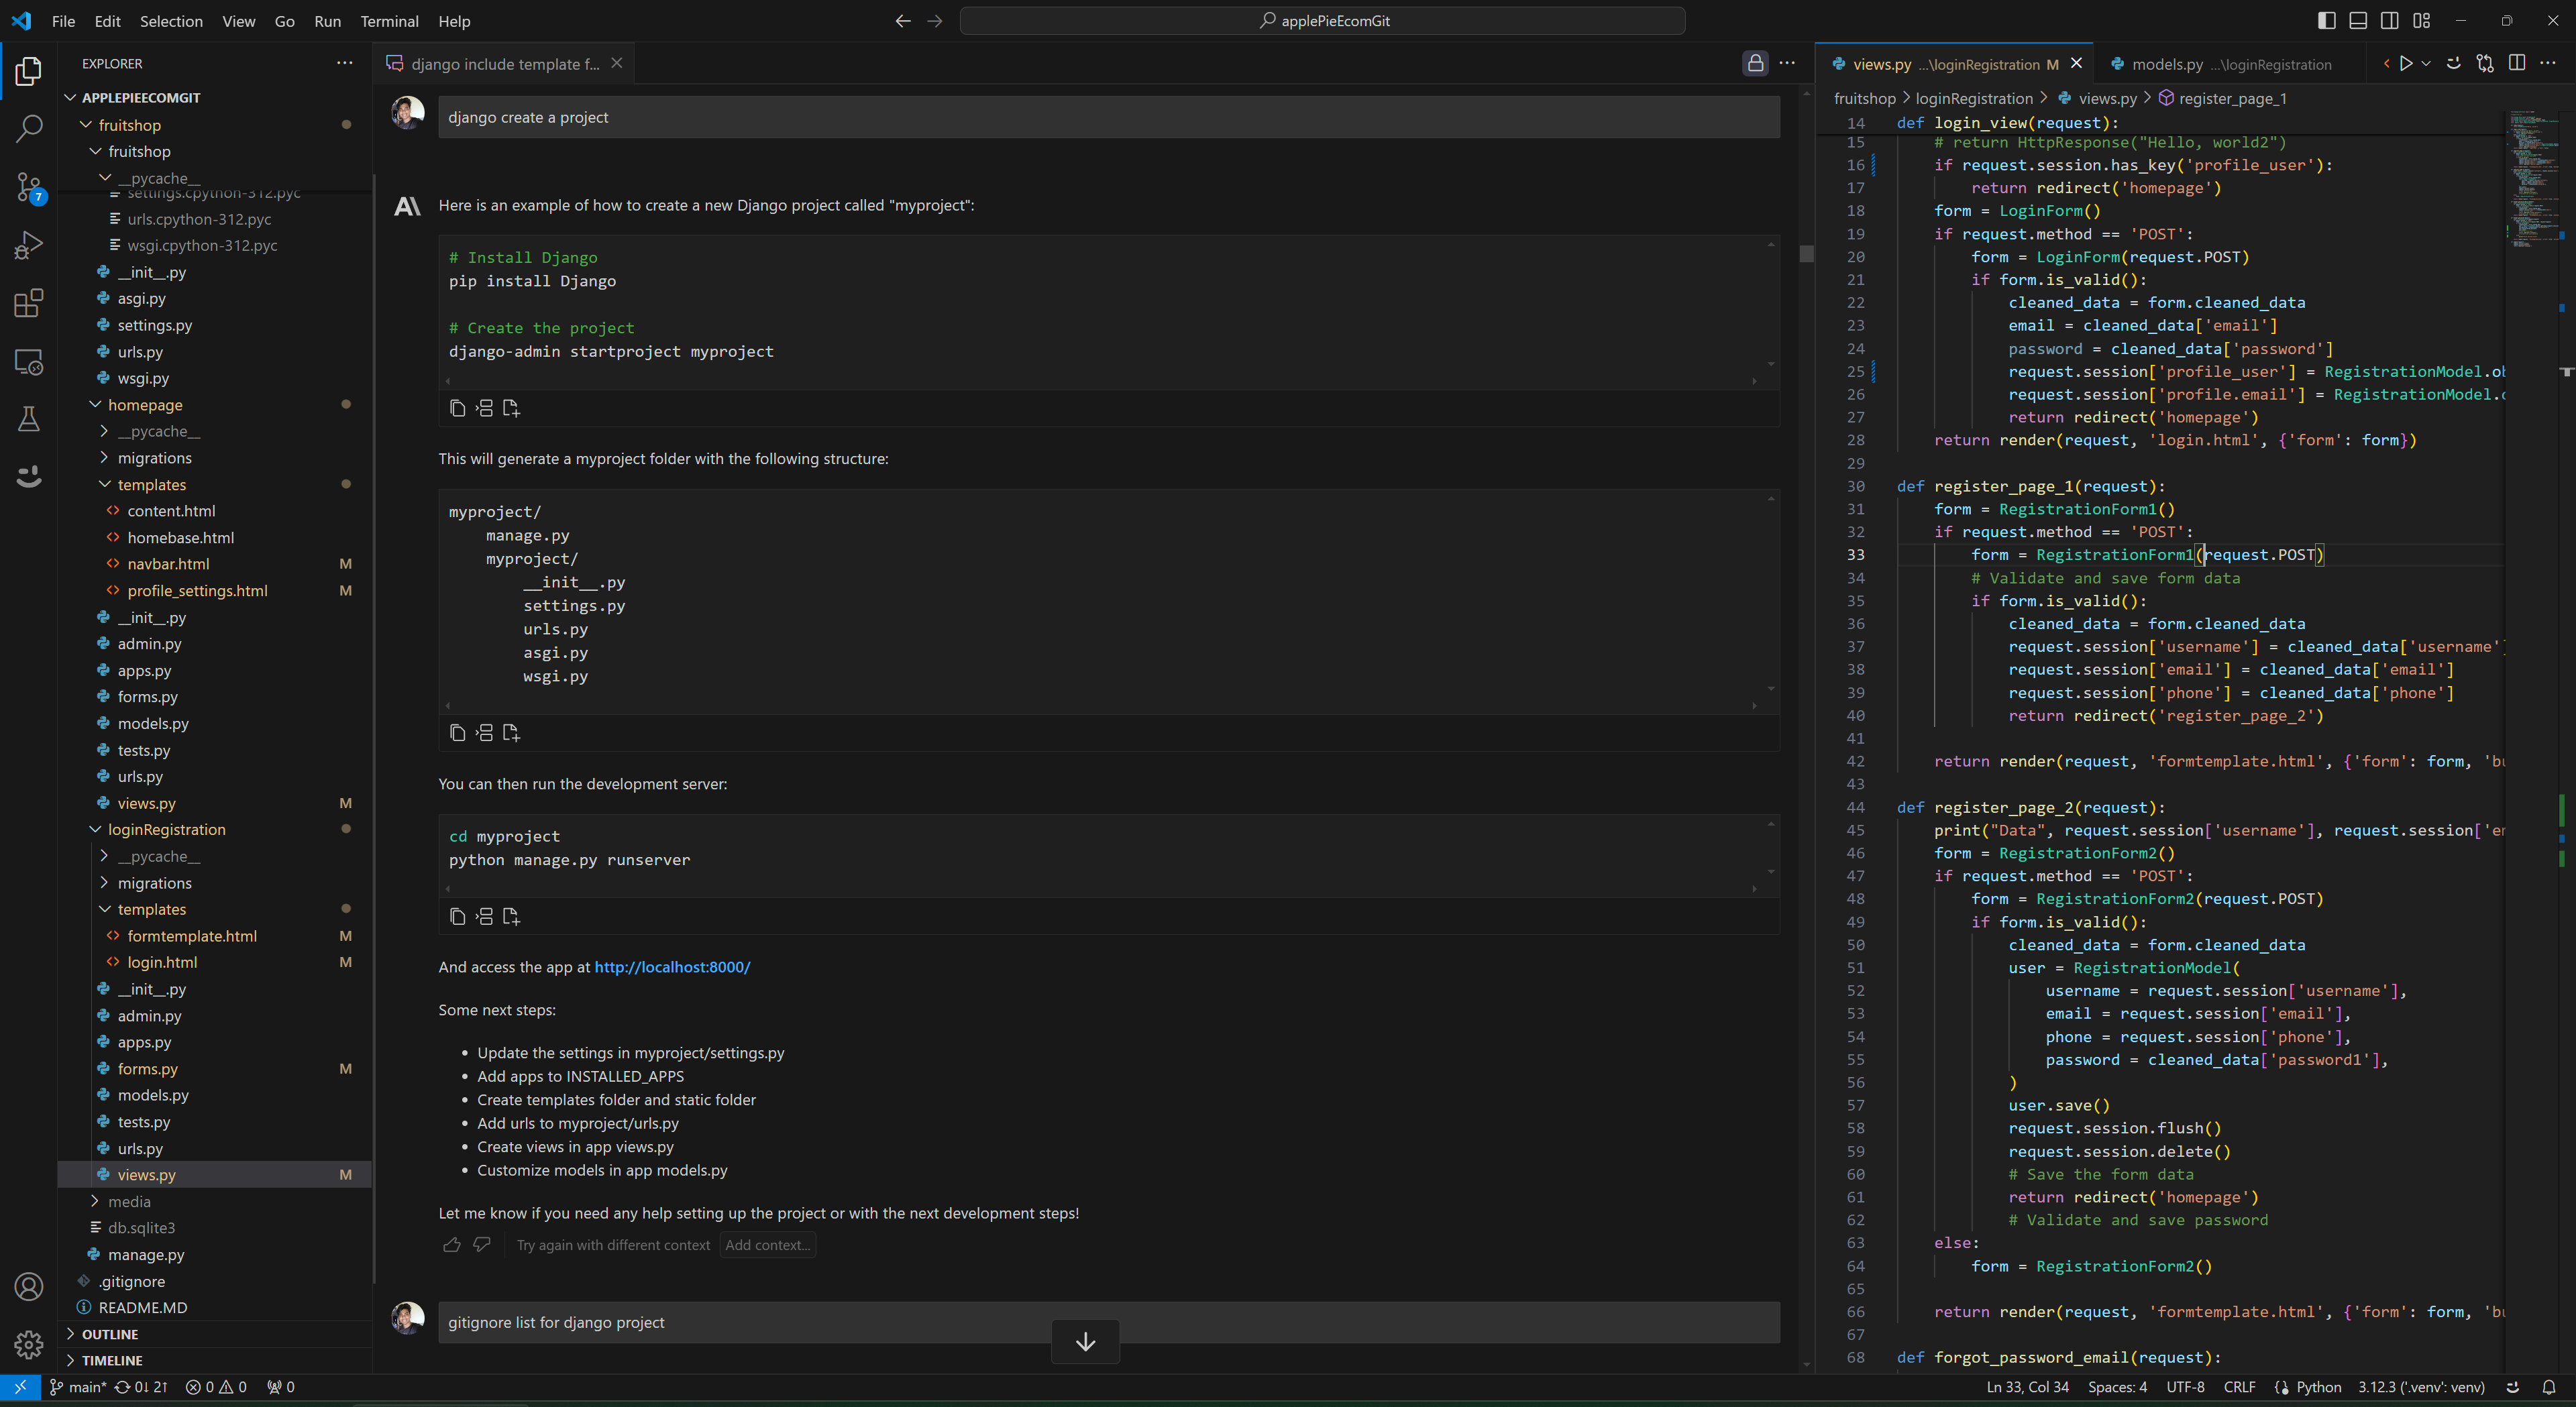 File Edit Selection View Go Run Terminal Help
applePieEcomGit
EXPLORER
APPLEPIEECOMGIT
fruitshop
fruitshop
__pycache__
settings.cpython-312.pyc
urls.cpython-312.pyc
wsgi.cpython-312.pyc
__init__.py
asgi.py
settings.py
urls.py
wsgi.py
homepage
__pycache__
migrations
templates
content.html
homebase.html
navbar.html M
profile_settings.html M
__init__.py
admin.py
apps.py
forms.py
models.py
tests.py
urls.py
views.py M
loginRegistration
__pycache__
migrations
templates
formtemplate.html M
login.html M
__init__.py
admin.py
apps.py
forms.py M
models.py
tests.py
urls.py
views.py M
media
db.sqlite3
manage.py
.gitignore
README.MD
OUTLINE
TIMELINE
7
django include template f...
django create a project
Here is an example of how to create a new Django project called "myproject":
# Install Django
pip install Django
# Create the project
django-admin startproject myproject
This will generate a myproject folder with the following structure:
myproject/
manage.py
myproject/
__init__.py
settings.py
urls.py
asgi.py
wsgi.py
You can then run the development server:
cd myproject
python manage.py runserver
And access the app at http://localhost:8000/
Some next steps:
• Update the settings in myproject/settings.py
• Add apps to INSTALLED_APPS
• Create templates folder and static folder
• Add urls to myproject/urls.py
• Create views in app views.py
• Customize models in app models.py
Let me know if you need any help setting up the project or with the next development steps!
Try again with different context Add context...
gitignore list for django project
views.py ...\loginRegistration M
models.py ...\loginRegistration
fruitshop > loginRegistration > views.py > register_page_1
14 def login_view(request):
15 # return HttpResponse("Hello, world2")
16 if request.session.has_key('profile_user'):
17 return redirect('homepage')
18 form = LoginForm()
19 if request.method == 'POST':
20 form = LoginForm(request.POST)
21 if form.is_valid():
22 cleaned_data = form.cleaned_data
23 email = cleaned_data['email']
24 password = cleaned_data['password']
25 request.session['profile_user'] = RegistrationModel.ob
26 request.session['profile.email'] = RegistrationModel.
27 return redirect('homepage')
28 return render(request, 'login.html', {'form': form})
29
30 def register_page_1(request):
31 form = RegistrationForm1()
32 if request.method == 'POST':
33 form = RegistrationForm1(request.POST)
34 # Validate and save form data
35 if form.is_valid():
36 cleaned_data = form.cleaned_data
37 request.session['username'] = cleaned_data['username']
38 request.session['email'] = cleaned_data['email']
39 request.session['phone'] = cleaned_data['phone']
40 return redirect('register_page_2')
41
42 return render(request, 'formtemplate.html', {'form': form, 'bu
43
44 def register_page_2(request):
45 print("Data", request.session['username'], request.session['em
46 form = RegistrationForm2()
47 if request.method == 'POST':
48 form = RegistrationForm2(request.POST)
49 if form.is_valid():
50 cleaned_data = form.cleaned_data
51 user = RegistrationModel(
52 username = request.session['username'],
53 email = request.session['email'],
54 phone = request.session['phone'],
55 password = cleaned_data['password1'],
56 )
57 user.save()
58 request.session.flush()
59 request.session.delete()
60 # Save the form data
61 return redirect('homepage')
62 # Validate and save password
63 else:
64 form = RegistrationForm2()
65
66 return render(request, 'formtemplate.html', {'form': form, 'bu
67
68 def forgot_password_email(request):
main* 0↓ 2↑ 0 0 0
Ln 33, Col 34 Spaces: 4 UTF-8 CRLF Python 3.12.3 ('.venv': venv)